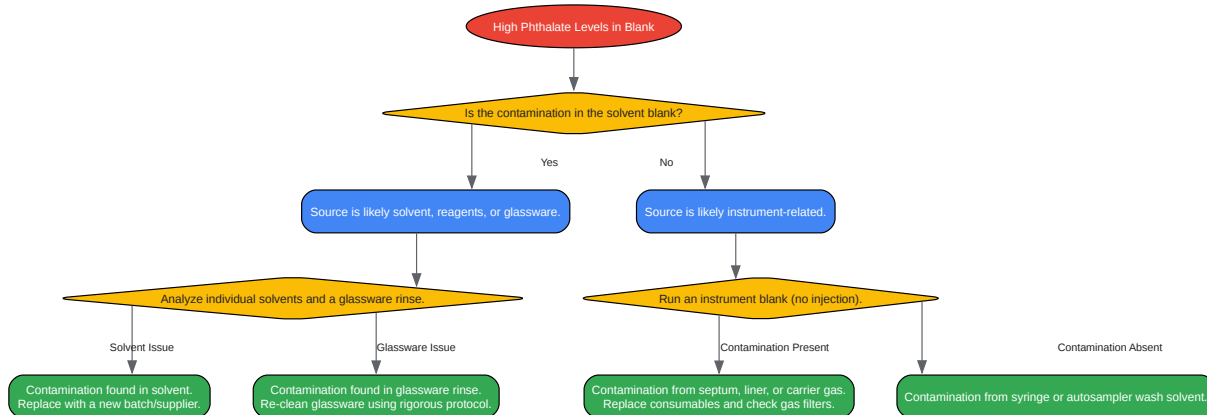 High Phthalate Levels in Blank
Is the contamination in the solvent blank?
Yes
No
Source is likely solvent, reagents, or glassware.
Source is likely instrument-related.
Analyze individual solvents and a glassware rinse.
Run an instrument blank (no injection).
Solvent Issue
Glassware Issue
Contamination Present
Contamination Absent
Contamination found in solvent.
Replace with a new batch/supplier.
Contamination found in glassware rinse.
Re-clean glassware using rigorous protocol.
Contamination from septum, liner, or carrier gas.
Replace consumables and check gas filters.
Contamination from syringe or autosampler wash solvent.